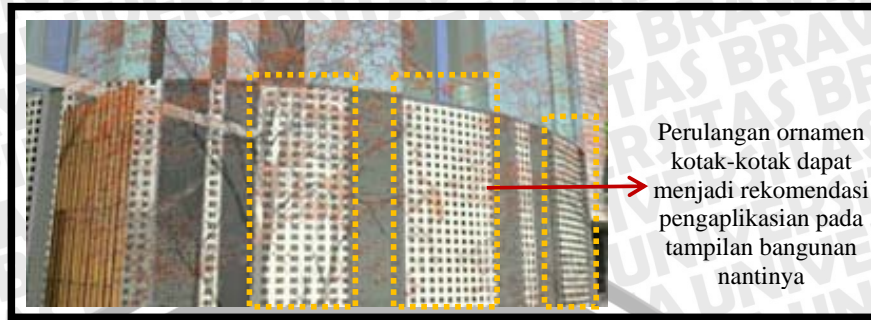 Perulangan ornamen
kotak-kotak dapat
menjadi rekomendasi
pengaplikasian pada
tampilan bangunan
nantinya